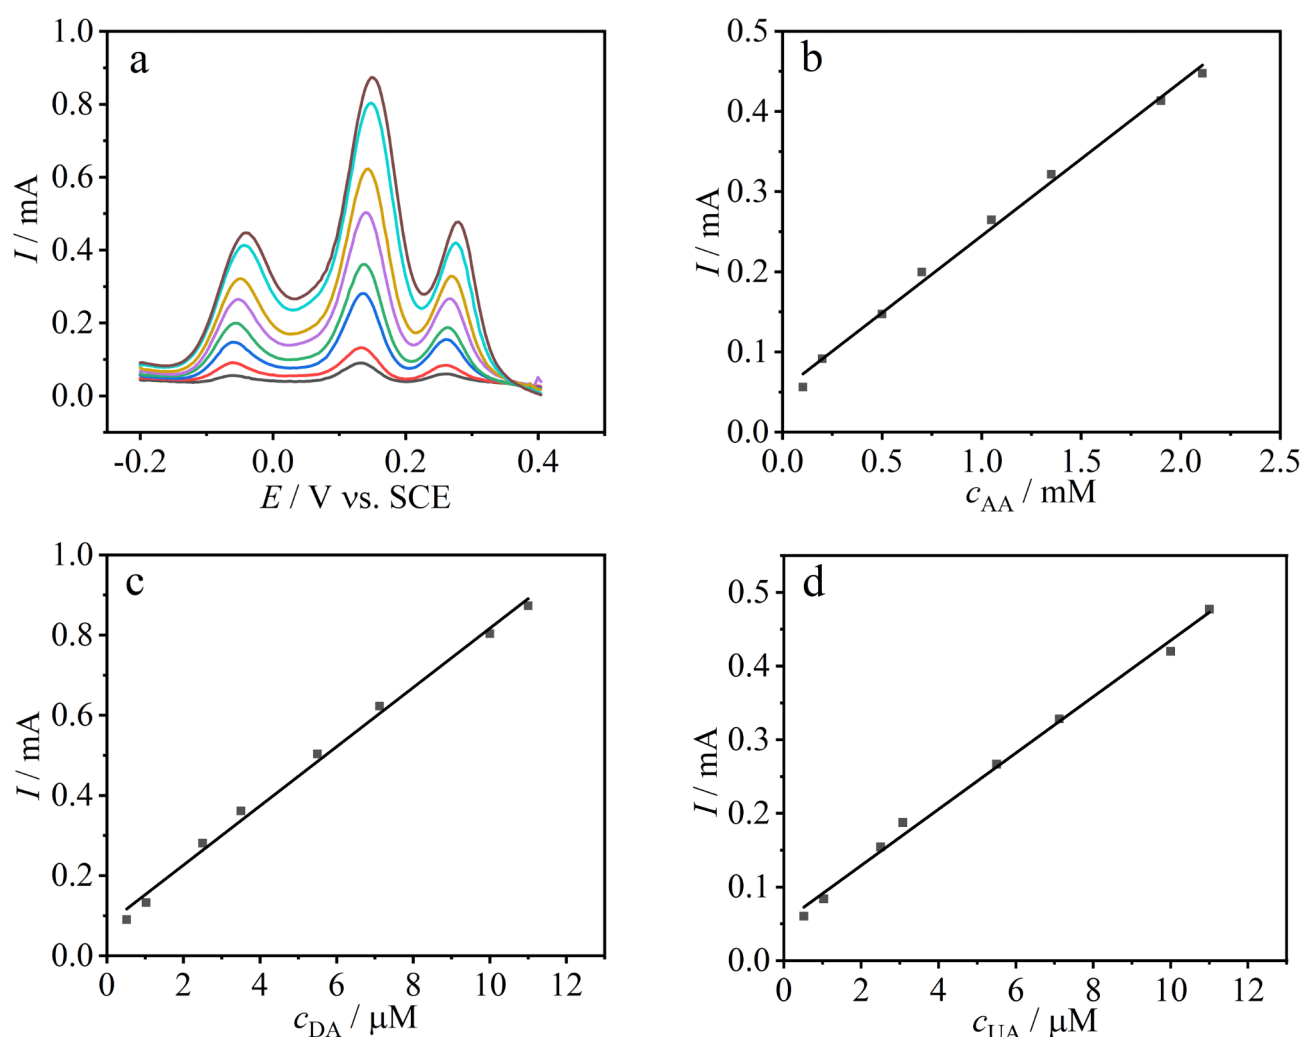 a
1.0
0.8
0.6
0.4
0.2
0.0
I / mA
-0.2 0.0 0.2 0.4
E / V vs. SCE
b
0.5
0.4
0.3
0.2
0.1
0.0
I / mA
0.0 0.5 1.0 1.5 2.0 2.5
cAA / mM
c
1.0
0.8
0.6
0.4
0.2
0.0
I / mA
0 2 4 6 8 10 12
cDA / μM
d
0.5
0.4
0.3
0.2
0.1
0.0
I / mA
0 2 4 6 8 10 12
cUA / μM